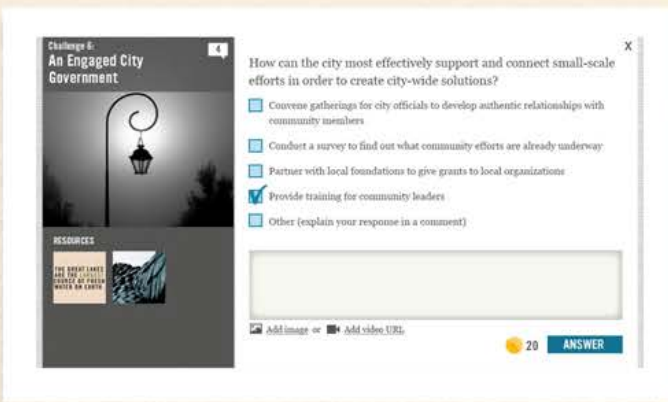 Challenge 6:
An Engaged City
Government
4
X
How can the city most effectively support and connect small-scale
efforts in order to create city-wide solutions?
Convene gatherings for city officials to develop authentic relationships with
community members
Conduct a survey to find out what community efforts are already underway
Partner with local foundations to give grants to local organizations
Provide training for community leaders
Other (explain your response in a comment)
RESOURCES
THE GREAT LAKES
ARE THE LARGEST
SOURCE OF FRESH
WATER ON EARTH
Add image or Add video URL
20 ANSWER